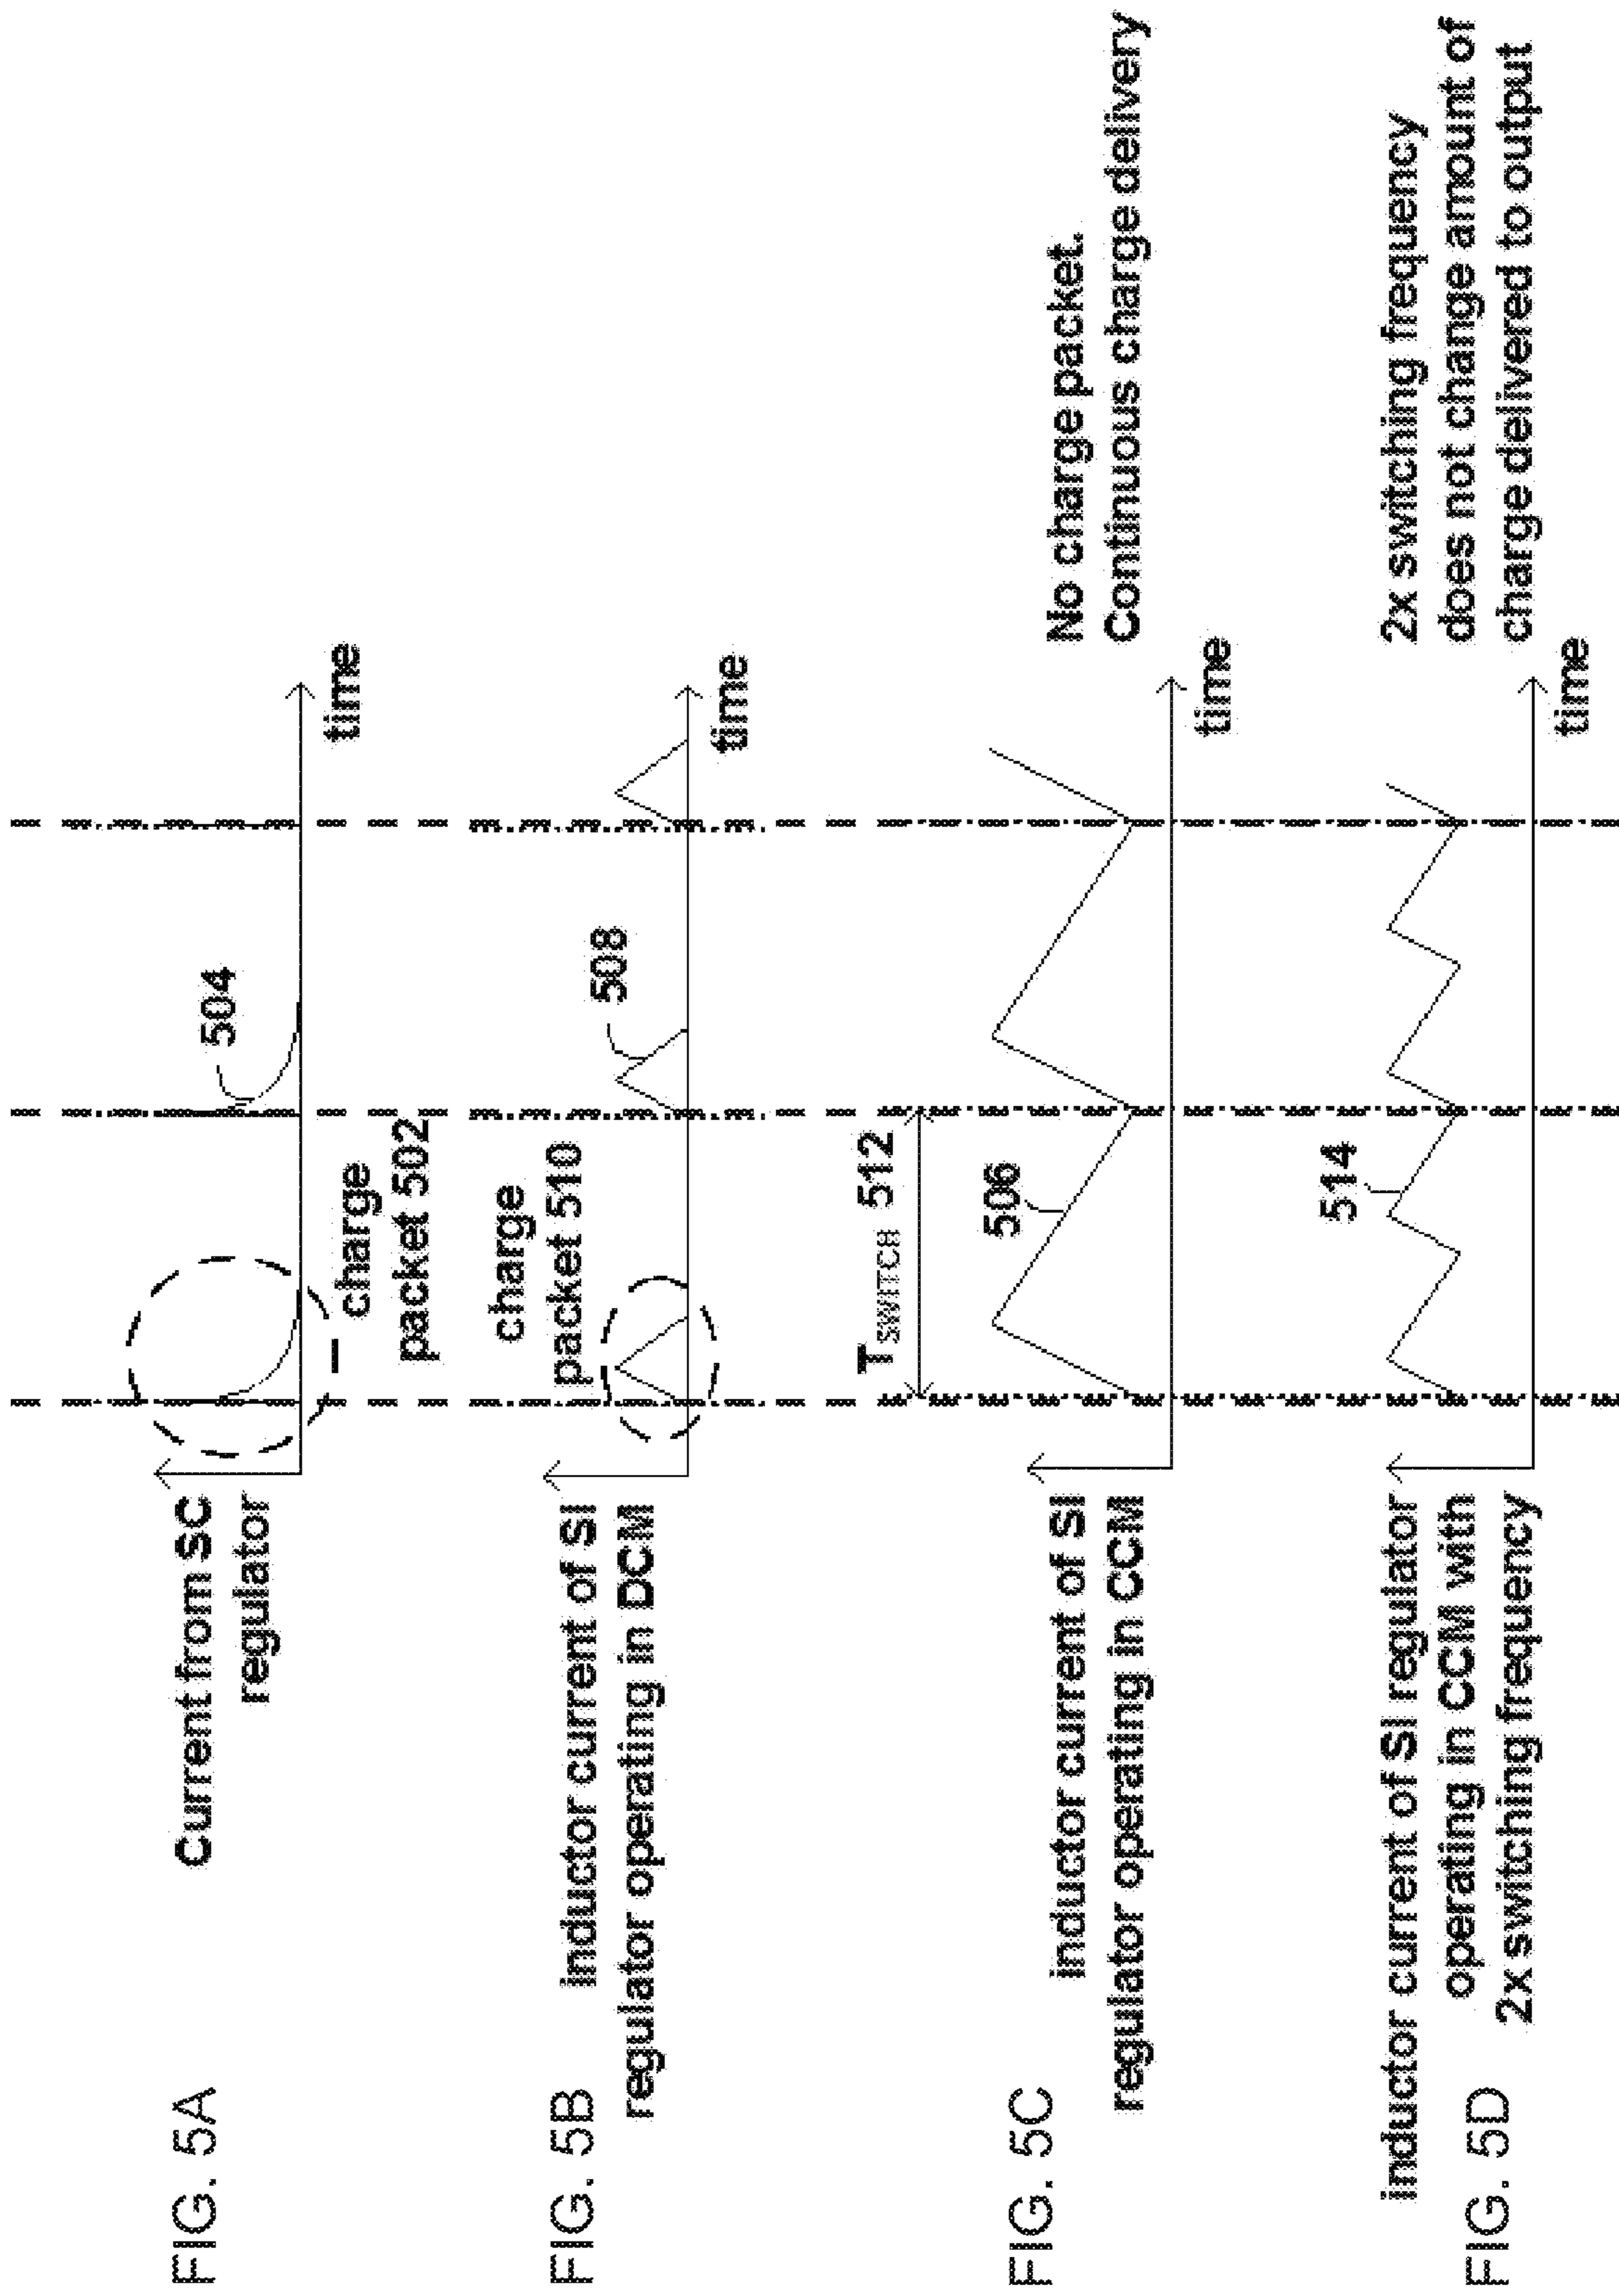 FIG. 5A
Current from SC
regulator
504
time
charge
packet 502
FIG. 5B
inductor current of SI
regulator operating in DCM
charge
packet 510
508
time
FIG. 5C
inductor current of SI
regulator operating in CCM
TSWITCH 512
506
time
No charge packet.
Continuous charge delivery
FIG. 5D
inductor current of SI regulator
operating in CCM with
2x switching frequency
514
time
2x switching frequency
does not change amount of
charge delivered to output